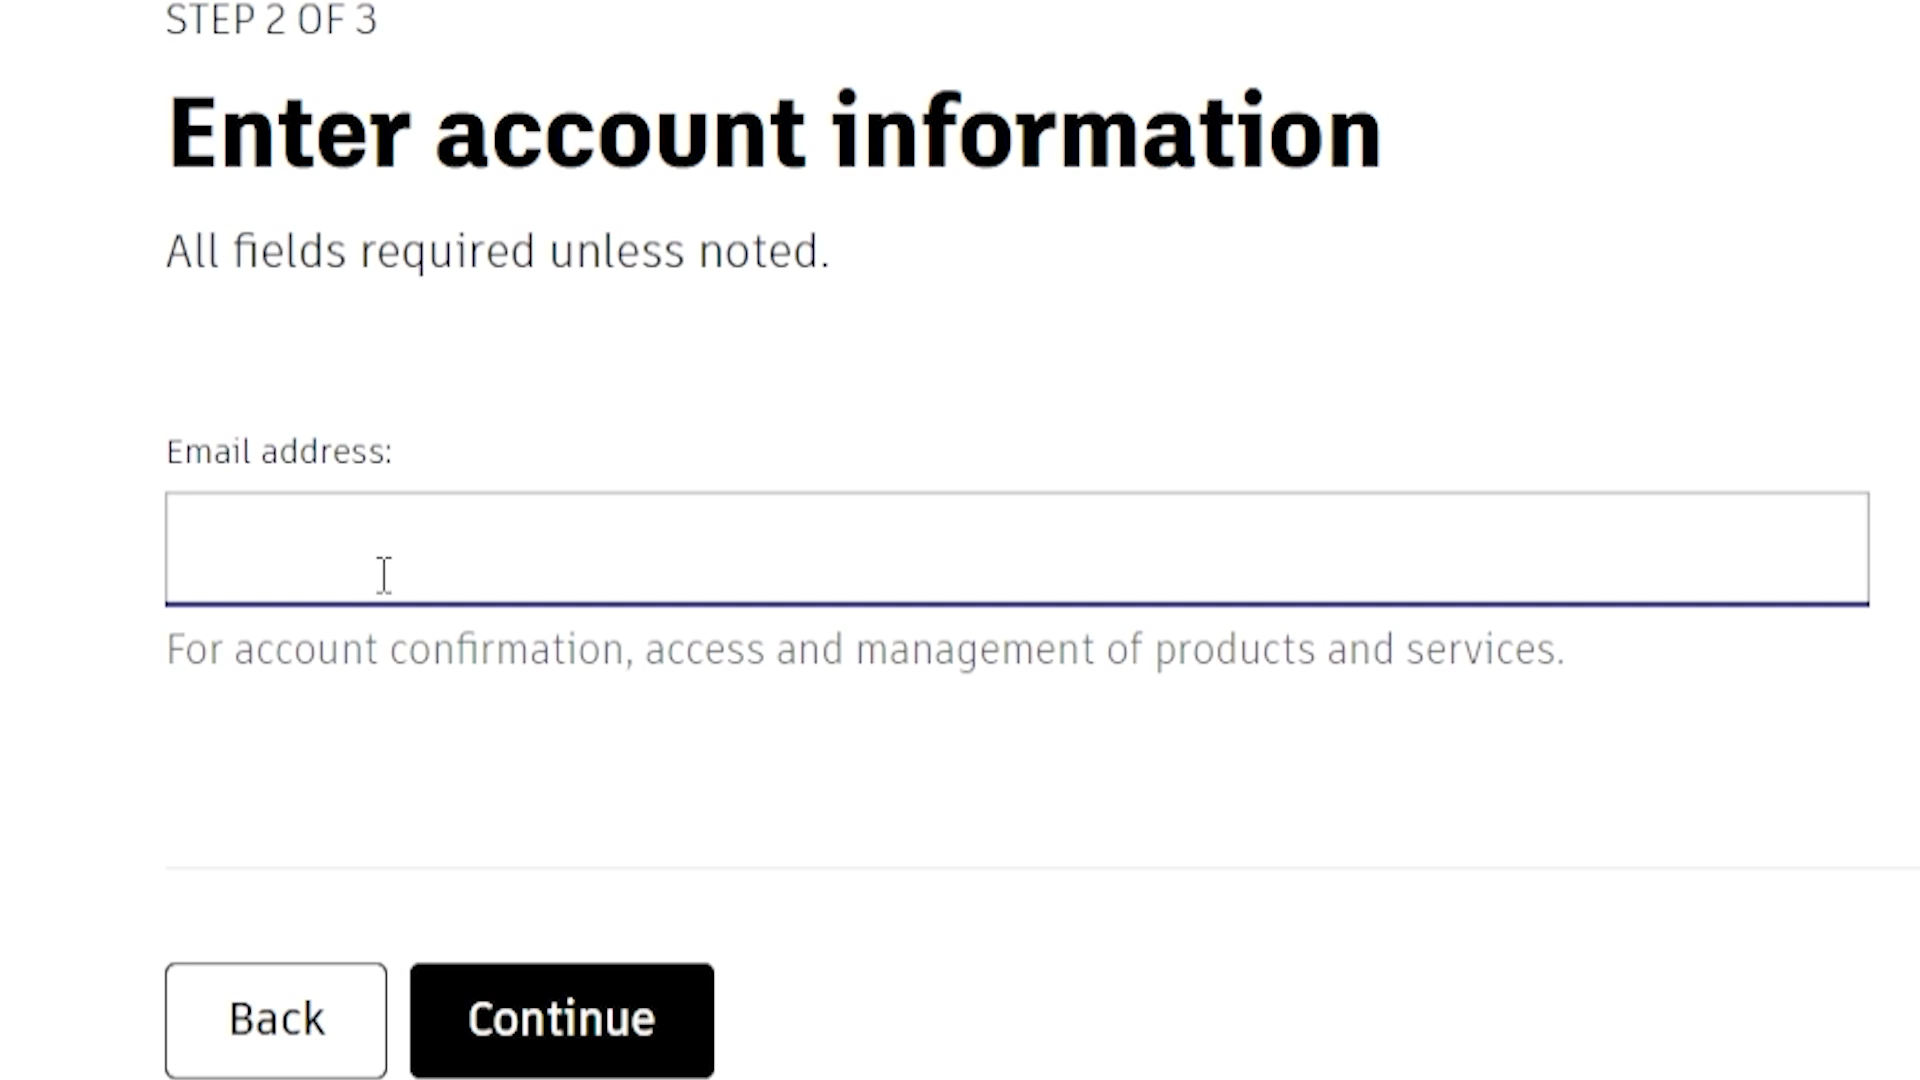 STEP 2 OF 3
Enter account information
All fields required unless noted.
Email address:
For account confirmation, access and management of products and services.
Back
Continue